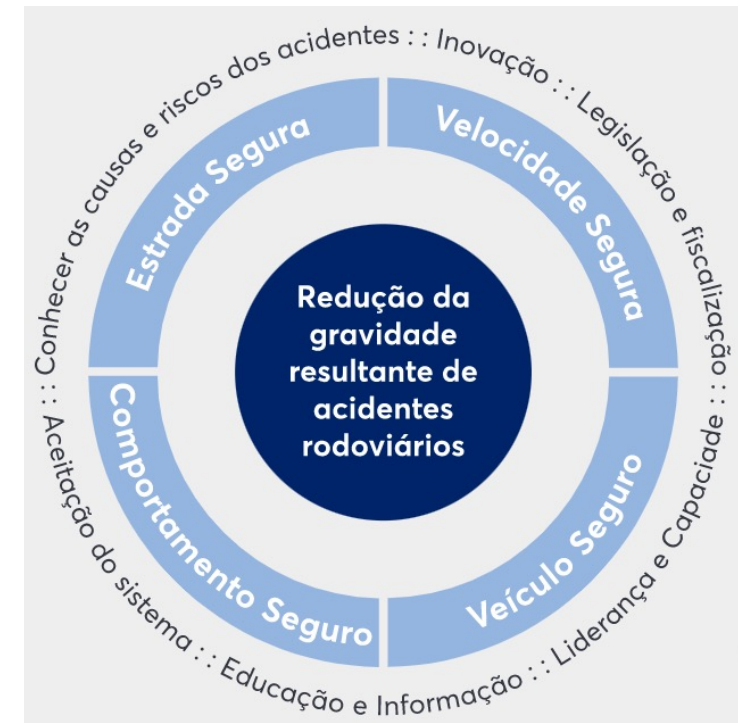 Conhecer as causas e riscos dos acidentes : : Inovação : : Legislação e fiscalização : : Liderança e Capaciade : : Educação e Informação : : Aceitação do sistema : :
Estrada Segura
Velocidade Segura
Veículo Seguro
Comportamento Seguro
Redução da
gravidade
resultante de
acidentes
rodoviários